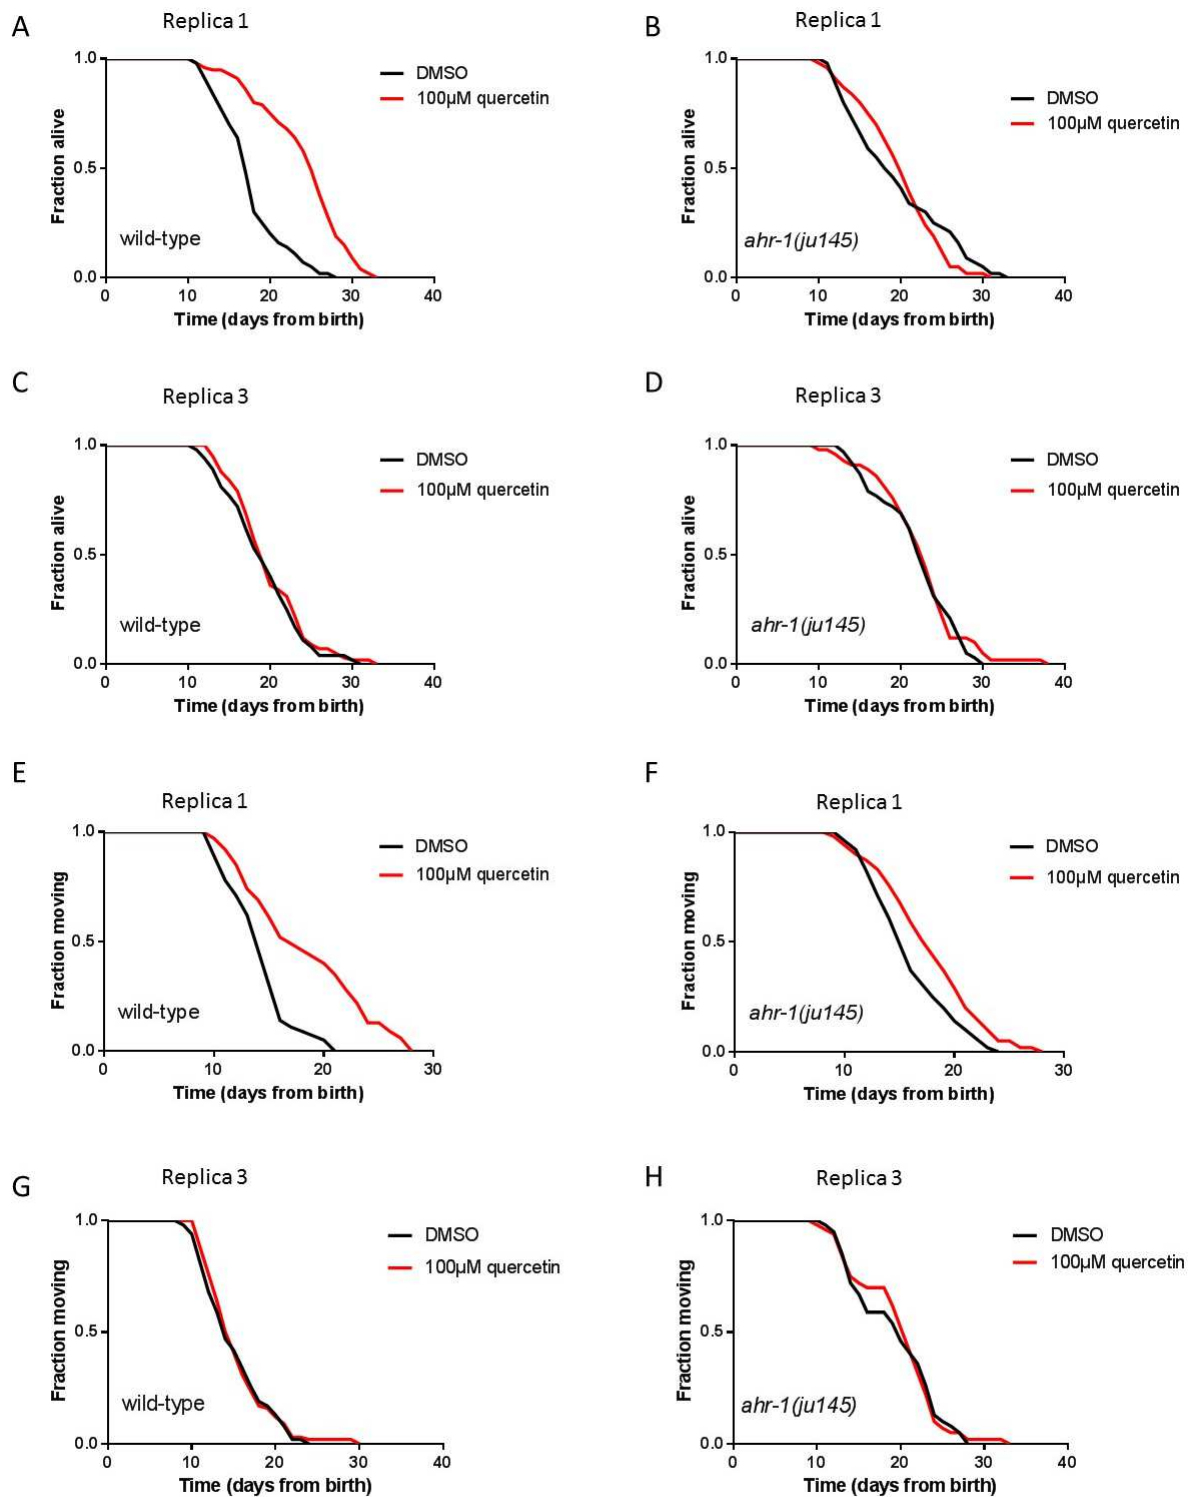 A
Replica 1
1.0
0.5
0.0
Fraction alive
wild-type
DMSO
100µM quercetin
0 10 20 30 40
Time (days from birth)
B
Replica 1
1.0
0.5
0.0
Fraction alive
ahr-1(ju145)
DMSO
100µM quercetin
0 10 20 30 40
Time (days from birth)
C
Replica 3
1.0
0.5
0.0
Fraction alive
wild-type
DMSO
100µM quercetin
0 10 20 30 40
Time (days from birth)
D
Replica 3
1.0
0.5
0.0
Fraction alive
ahr-1(ju145)
DMSO
100µM quercetin
0 10 20 30 40
Time (days from birth)
E
Replica 1
1.0
0.5
0.0
Fraction moving
wild-type
DMSO
100µM quercetin
0 10 20 30
Time (days from birth)
F
Replica 1
1.0
0.5
0.0
Fraction moving
ahr-1(ju145)
DMSO
100µM quercetin
0 10 20 30
Time (days from birth)
G
Replica 3
1.0
0.5
0.0
Fraction moving
wild-type
DMSO
100µM quercetin
0 10 20 30 40
Time (days from birth)
H
Replica 3
1.0
0.5
0.0
Fraction moving
ahr-1(ju145)
DMSO
100µM quercetin
0 10 20 30 40
Time (days from birth)